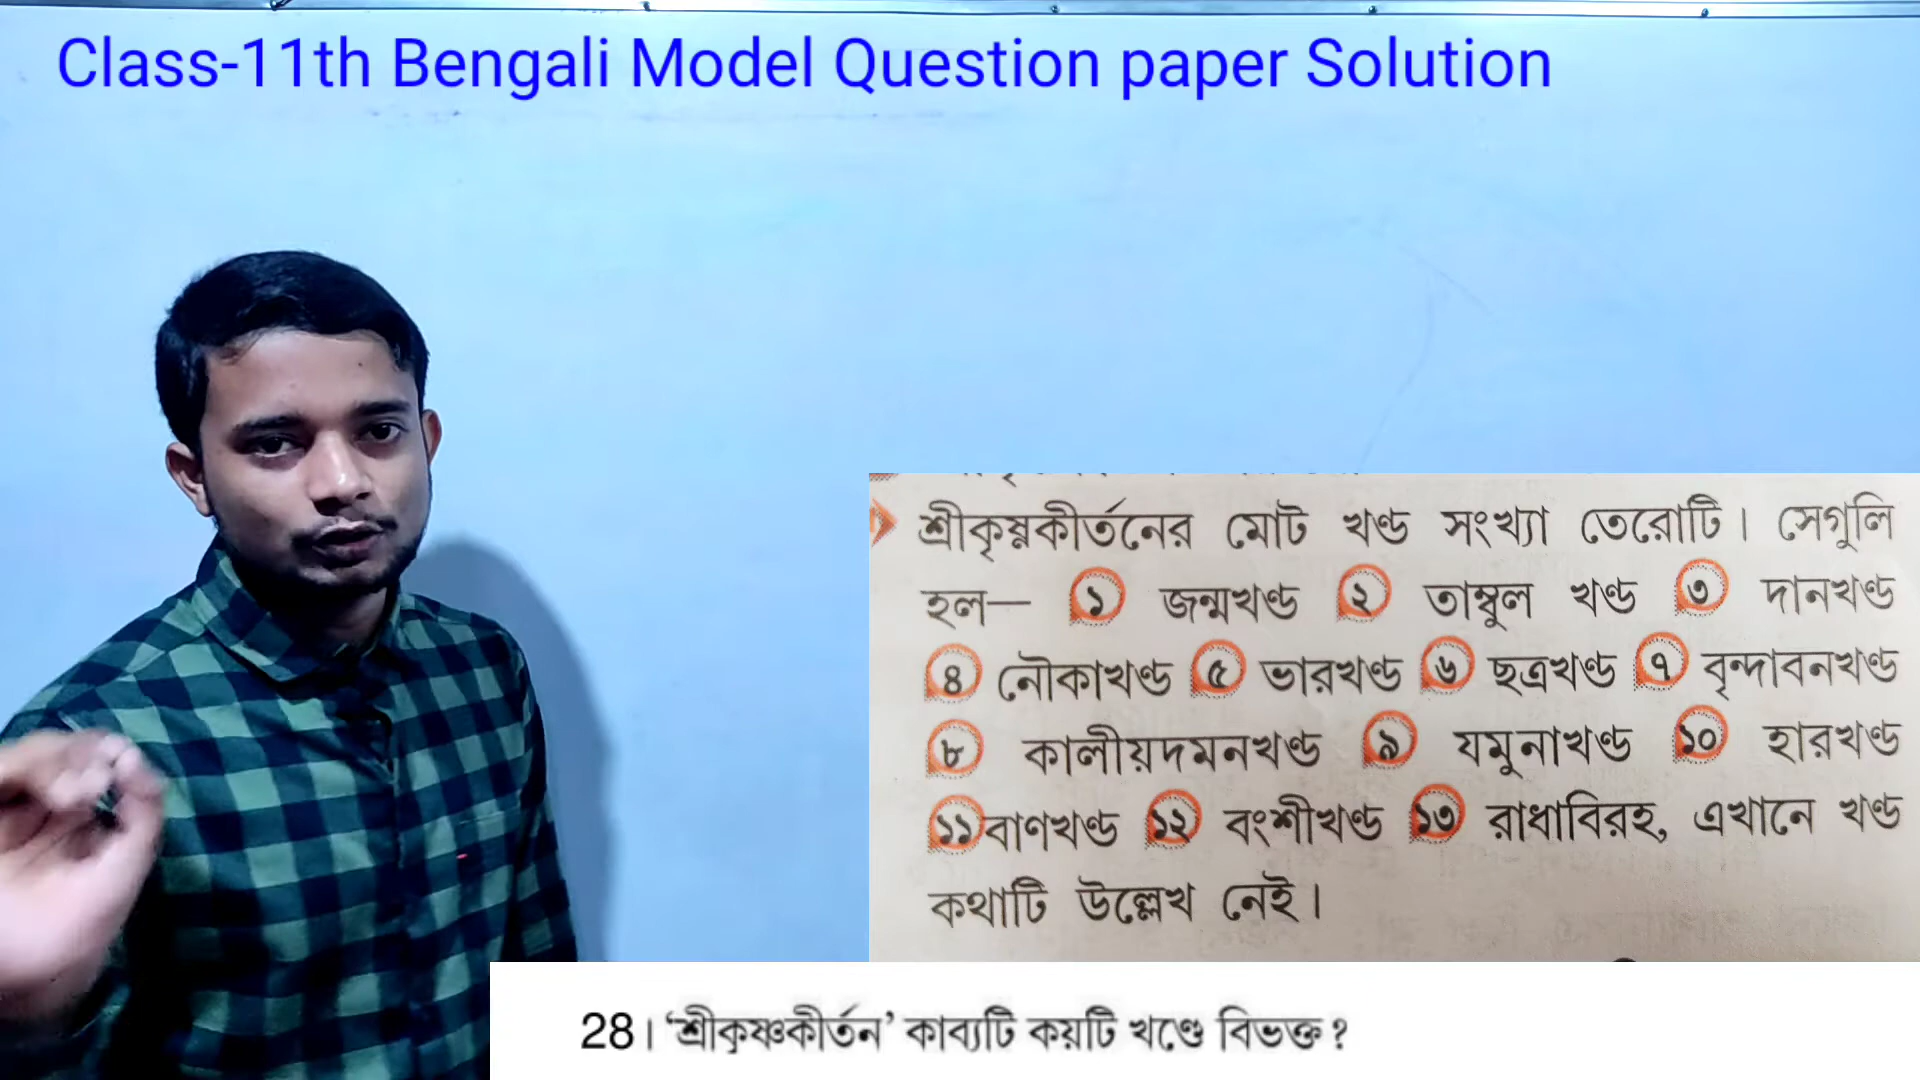 Class-11th Bengali Model Question paper Solution
শ্রীকৃষ্ণকীর্তনের মোট খণ্ড সংখ্যা তেরোটি। সেগুলি
হল— ১ জন্মখণ্ড ২ তাম্বুল খণ্ড ৩ দানখণ্ড
৪ নৌকাখণ্ড ৫ ভারখণ্ড ৬ ছত্রখণ্ড ৭ বৃন্দাবনখণ্ড
৮ কালীয়দমনখণ্ড ৯ যমুনাখণ্ড ১০ হারখণ্ড
১১ বাণখণ্ড ১২ বংশীখণ্ড ১৩ রাধাবিরহ, এখানে খণ্ড
কথাটি উল্লেখ নেই।
28। ‘শ্রীকৃষ্ণকীর্তন’ কাব্যটি কয়টি খণ্ডে বিভক্ত?